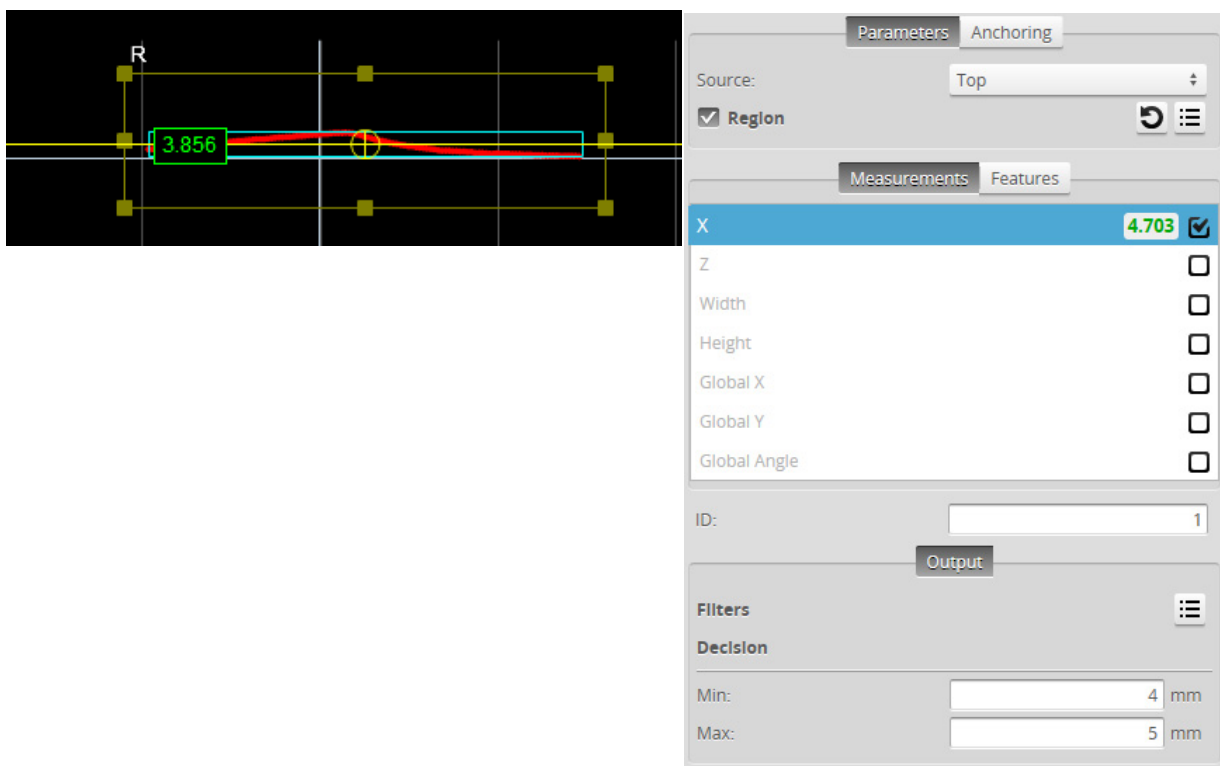 R
3.856
Parameters Anchoring
Source: Top
Region
Measurements Features
X 4.703
Z
Width
Height
Global X
Global Y
Global Angle
ID: 1
Output
Filters
Decision
Min: 4 mm
Max: 5 mm